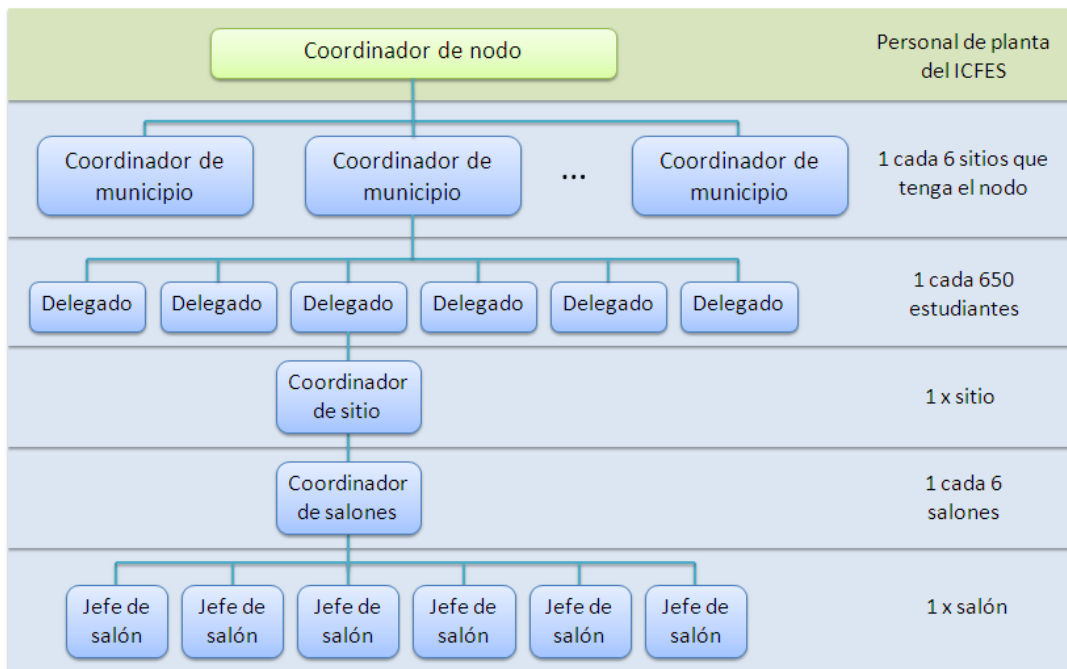 Coordinador de nodo
Personal de planta
del ICFES
Coordinador de
municipio
Coordinador de
municipio
...
Coordinador de
municipio
1 cada 6 sitios que
tenga el nodo
Delegado
Delegado
Delegado
Delegado
Delegado
Delegado
1 cada 650
estudiantes
Coordinador
de sitio
1 x sitio
Coordinador
de salones
1 cada 6
salones
Jefe de
salón
Jefe de
salón
Jefe de
salón
Jefe de
salón
Jefe de
salón
Jefe de
salón
1 x salón